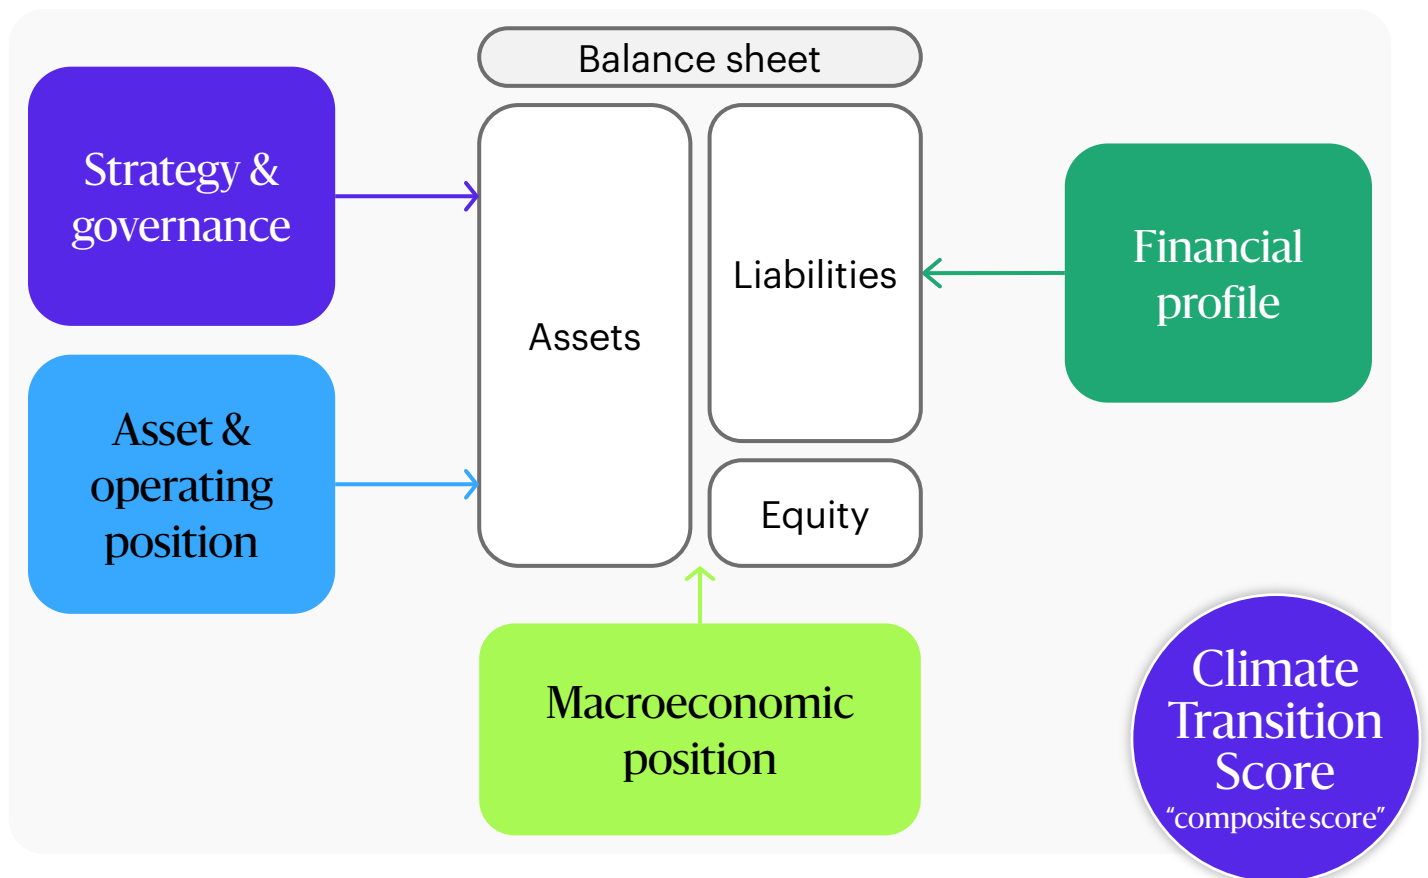 Balance sheet
Strategy &
governance
Asset &
operating
position
Assets
Liabilities
Equity
Financial
profile
Macroeconomic
position
Climate
Transition
Score
“composite score”